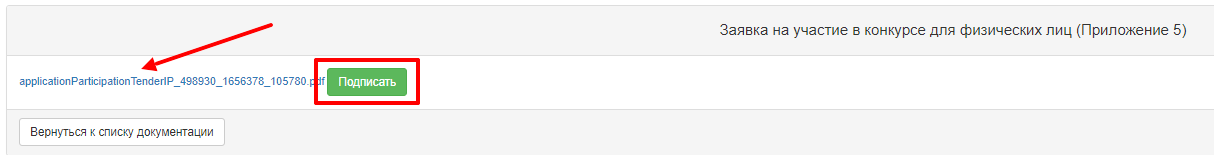 Заявка на участие в конкурсе для физических лиц (Приложение 5)
applicationParticipationTenderIP_498930_1656378_105780.pdf Подписать
Вернуться к списку документации